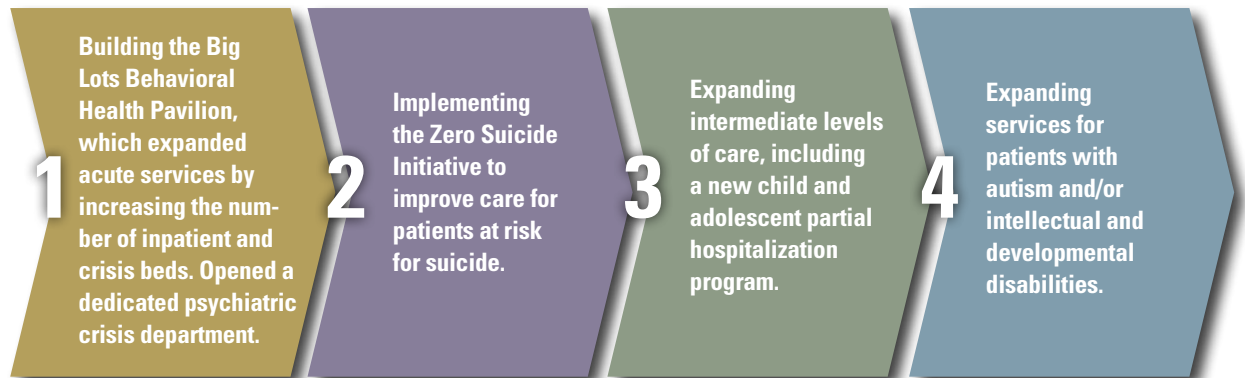 1
Building the Big
Lots Behavioral
Health Pavilion,
which expanded
acute services by
increasing the num-
ber of inpatient and
crisis beds. Opened a
dedicated psychiatric
crisis department.
2
Implementing
the Zero Suicide
Initiative to
improve care for
patients at risk
for suicide.
3
Expanding
intermediate levels
of care, including
a new child and
adolescent partial
hospitalization
program.
4
Expanding
services for
patients with
autism and/or
intellectual and
developmental
disabilities.